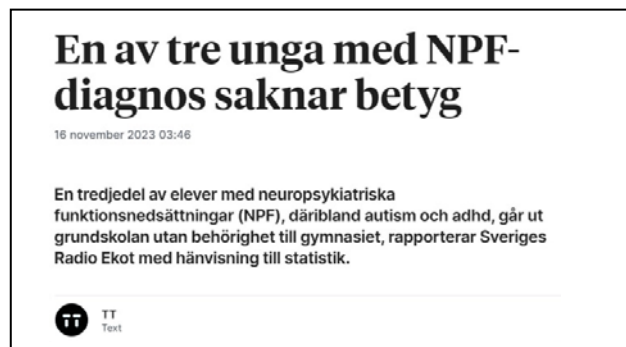 En av tre unga med NPF-
diagnos saknar betyg
16 november 2023 03:46
En tredjedel av elever med neuropsykiatriska
funktionsnedsättningar (NPF), däribland autism och adhd, går ut
grundskolan utan behörighet till gymnasiet, rapporterar Sveriges
Radio Ekot med hänvisning till statistik.
TT
TT
Text